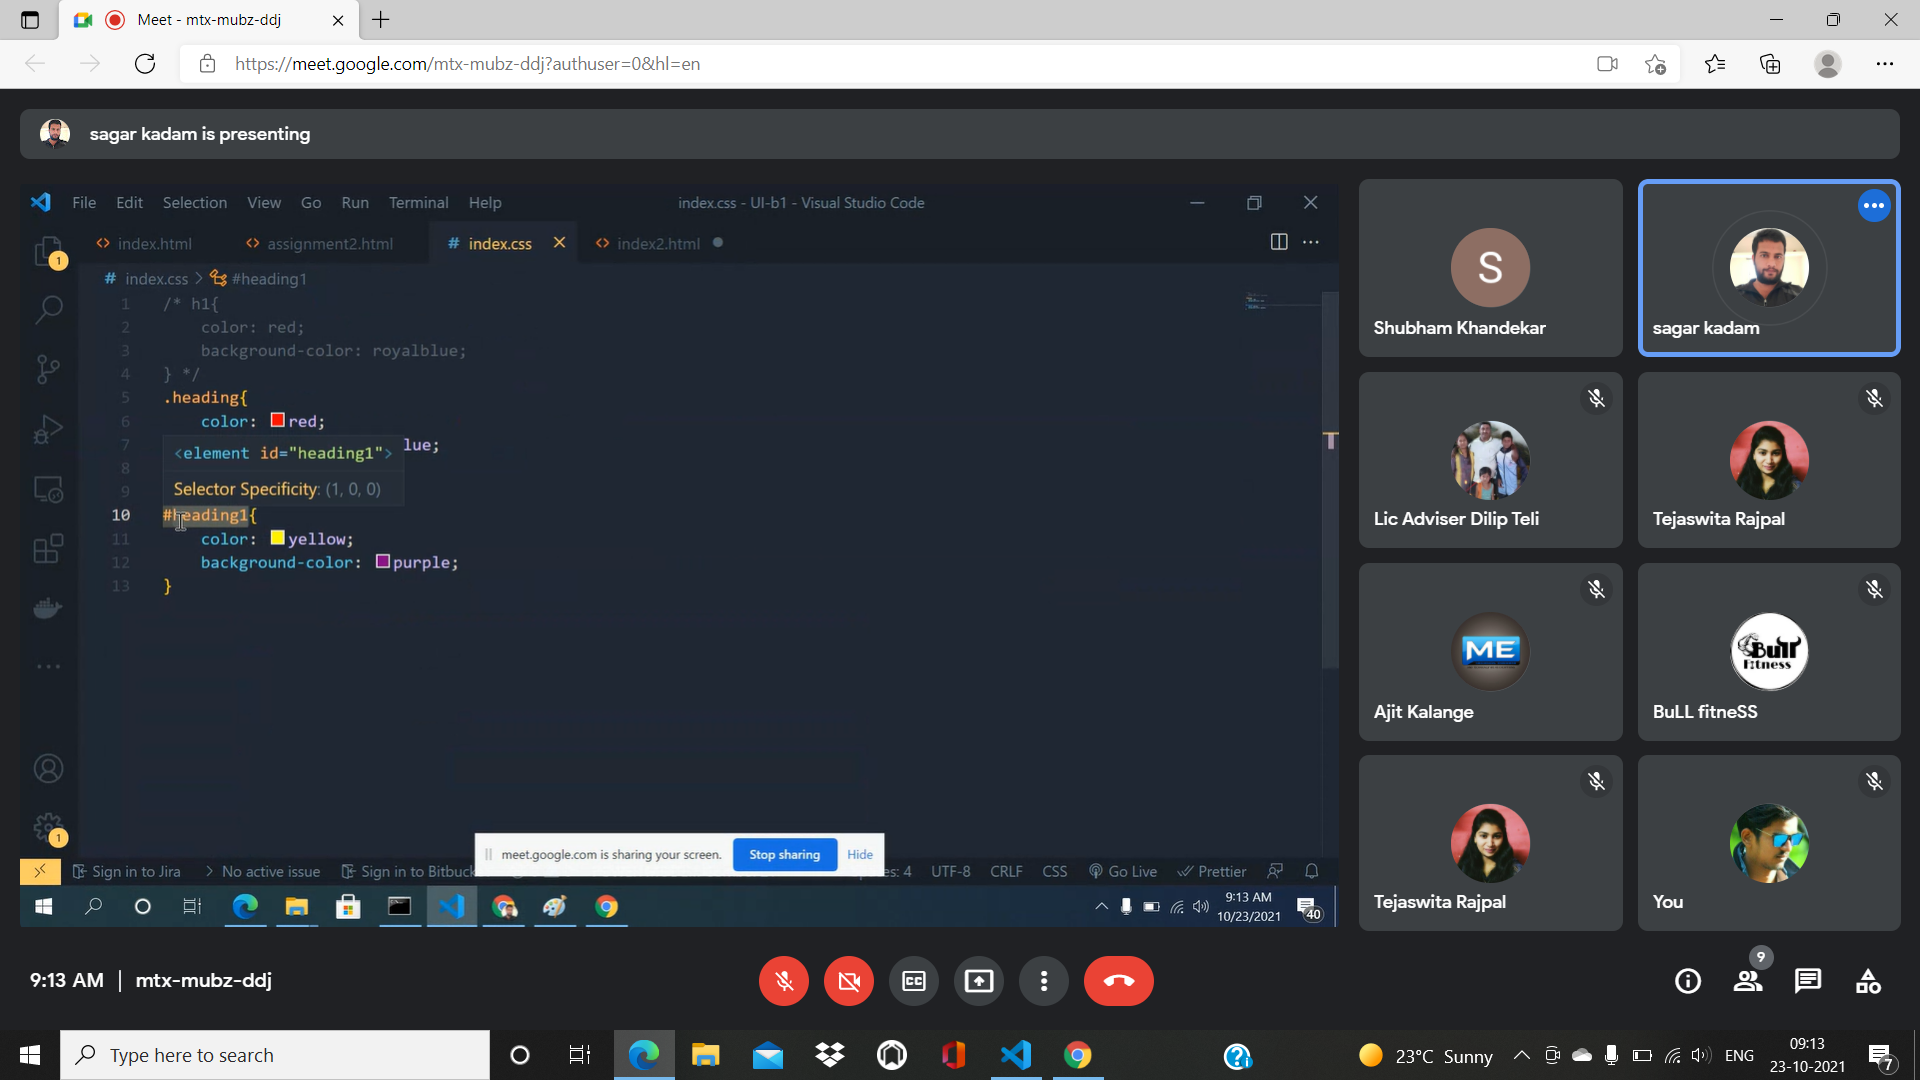 Meet - mtx-mubz-ddj
https://meet.google.com/mtx-mubz-ddj?authuser=0&hl=en
sagar kadam is presenting
File Edit Selection View Go Run Terminal Help
index.css - UI-b1 - Visual Studio Code
index.html
assignment2.html
# index.css
index2.html
# index.css > #heading1
1 /* h1{
2 color: red;
3 background-color: royalblue;
4 } */
5 .heading{
6 color: red;
7 lue;
8
9
<element id="heading1">
Selector Specificity: (1, 0, 0)
10 #heading1{
11 color: yellow;
12 background-color: purple;
13 }
1
1
meet.google.com is sharing your screen.
Stop sharing
Hide
Sign in to Jira
No active issue
Sign in to Bitbuck
es: 4
UTF-8
CRLF
CSS
Go Live
Prettier
9:13 AM
10/23/2021
40
S
Shubham Khandekar
sagar kadam
Lic Adviser Dilip Teli
Tejaswita Rajpal
ME
Ajit Kalange
BuLL
Fitness
BuLL fitneSS
Tejaswita Rajpal
You
9:13 AM | mtx-mubz-ddj
CC
9
Type here to search
23°C Sunny
ENG
09:13
23-10-2021
7